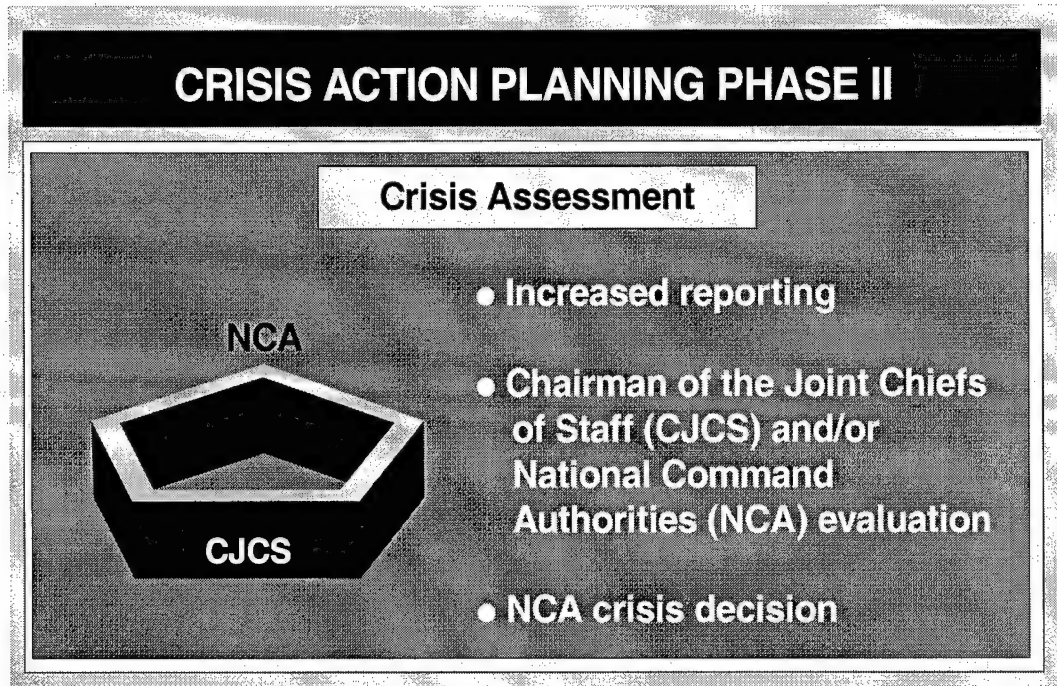 CRISIS ACTION PLANNING PHASE II
Crisis Assessment
NCA
CJCS
● Increased reporting
● Chairman of the Joint Chiefs
of Staff (CJCS) and/or
National Command
Authorities (NCA) evaluation
● NCA crisis decision